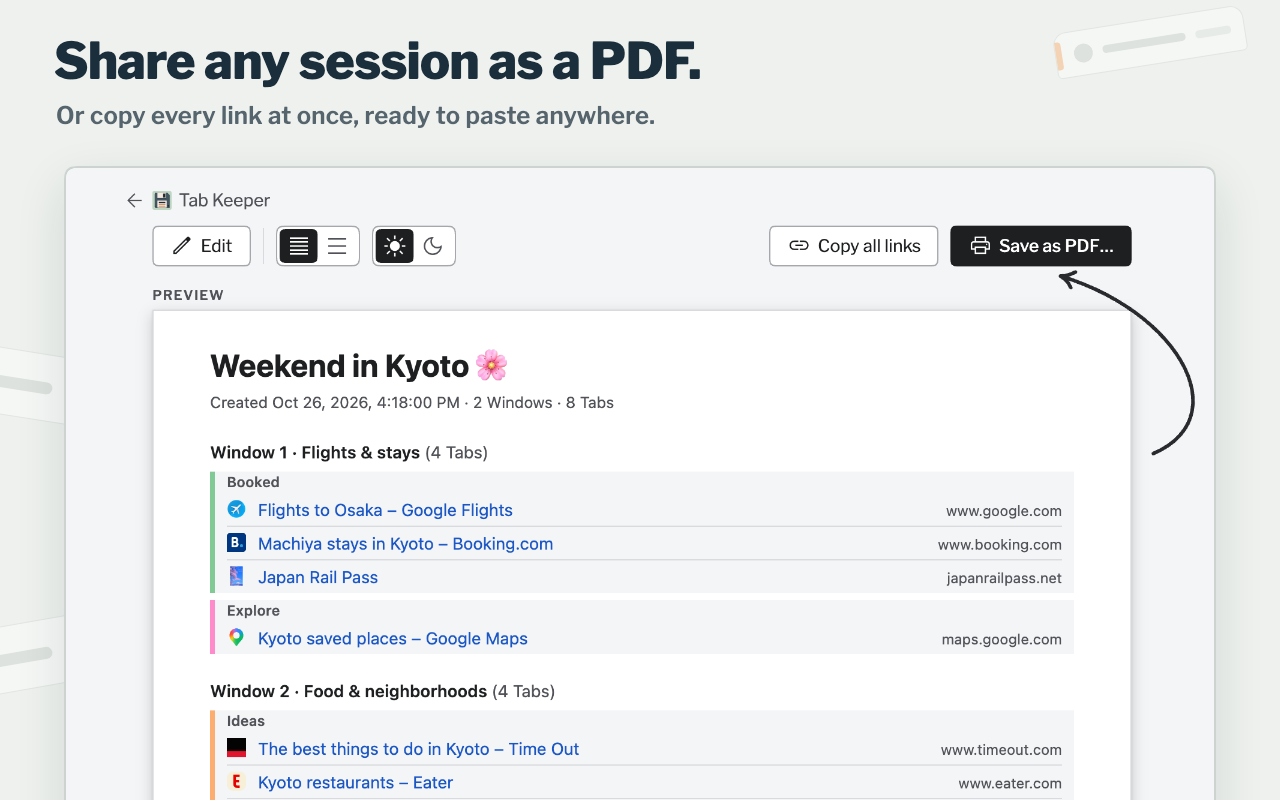 Share any session as a PDF.
Or copy every link at once, ready to paste anywhere.
Tab Keeper
Edit
Copy all links
Save as PDF...
PREVIEW
Weekend in Kyoto 🌸
Created Oct 26, 2026, 4:18:00 PM · 2 Windows · 8 Tabs
Window 1 · Flights & stays (4 Tabs)
Booked
Flights to Osaka – Google Flights www.google.com
B. Machiya stays in Kyoto – Booking.com www.booking.com
Japan Rail Pass japanrailpass.net
Explore
Kyoto saved places – Google Maps maps.google.com
Window 2 · Food & neighborhoods (4 Tabs)
Ideas
The best things to do in Kyoto – Time Out www.timeout.com
E Kyoto restaurants – Eater www.eater.com